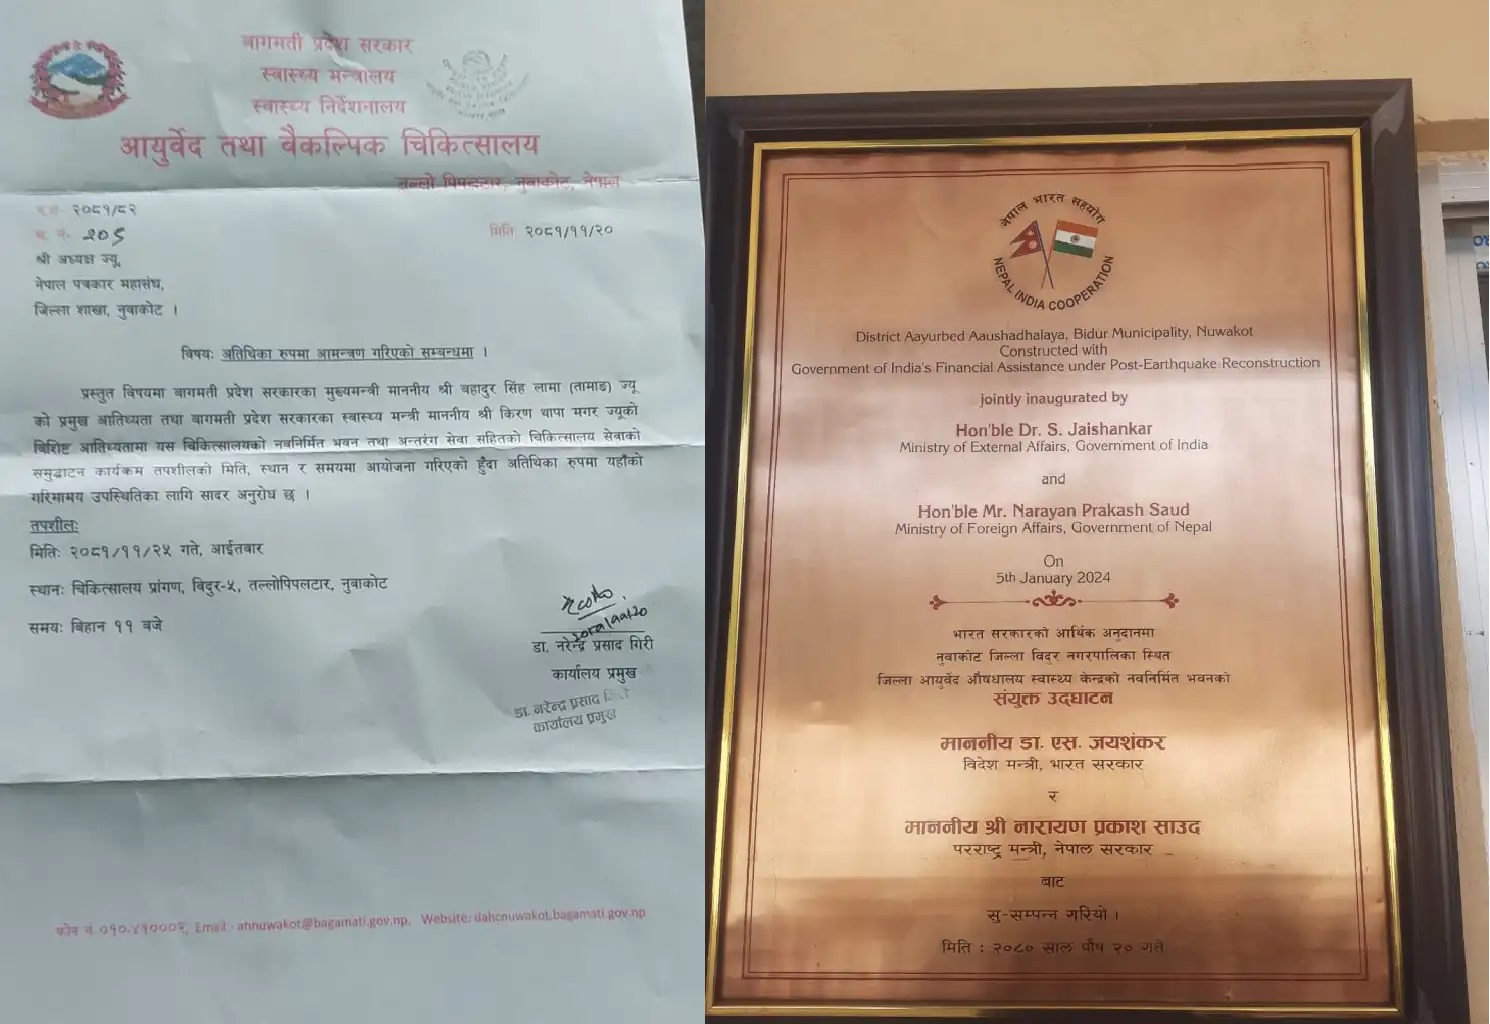 बागमती प्रदेश सरकार
स्वास्थ्य मन्त्रालय
स्वास्थ्य निर्देशनालय
आयुर्वेद तथा वैकल्पिक चिकित्सालय
तल्लो पिपलटार, नुवाकोट, नेपाल
प.सं. २०८१/८२
च. नं.
मितिः २०८१/११/२०
श्री अध्यक्ष ज्यू,
नेपाल पत्रकार महासंघ,
जिल्ला शाखा, नुवाकोट ।
विषयः अतिथिका रुपमा आमन्त्रण गरिएको सम्बन्धमा ।
प्रस्तुत विषयमा बागमती प्रदेश सरकारका मुख्यमन्त्री माननीय श्री बहादुर सिंह लामा (तामाङ) ज्यू
को प्रमुख आतिथ्यता तथा बागमती प्रदेश सरकारका स्वास्थ्य मन्त्री माननीय श्री किरण थापा मगर ज्यूको
बिशिष्ट आतिथ्यतामा यस चिकित्सालयको नवनिर्मित भवन तथा अन्तरंग सेवा सहितको चिकित्सालय सेवाको
समुद्घाटन कार्यक्रम तपशीलको मिति, स्थान र समयमा आयोजना गरिएको हुँदा अतिथिका रुपमा यहाँको
गरिमामय उपस्थितिका लागि सादर अनुरोध छ ।
तपशीलः
मितिः २०८१/११/२५ गते, आईतबार
स्थानः चिकित्सालय प्रांगण, विदुर-५, तल्लोपिपलटार, नुवाकोट
समयः बिहान ११ बजे
डा. नरेन्द्र प्रसाद गिरी
कार्यालय प्रमुख
डा. नरेन्द्र प्रसाद
कार्यालय प्रमुख
फोन नं ०१०-५१०००२, Email:- ahnuwakot@bagamati.gov.np, Website: dahcnuwakot.bagamati.gov.np
नेपाल भारत सहयोग
NEPAL INDIA COOPERATION
District Aayurbed Aaushadhalaya, Bidur Municipality, Nuwakot
Constructed with
Government of India's Financial Assistance under Post-Earthquake Reconstruction
jointly inaugurated by
Hon'ble Dr. S. Jaishankar
Ministry of External Affairs, Government of India
and
Hon'ble Mr. Narayan Prakash Saud
Ministry of Foreign Affairs, Government of Nepal
On
5th January 2024
भारत सरकारको आर्थिक अनुदानमा
नुवाकोट जिल्ला विदुर नगरपालिका स्थित
जिल्ला आयुर्वेद औषधालय स्वास्थ्य केन्द्रको नवनिर्मित भवनको
संयुक्त उद्घाटन
माननीय डा. एस. जयशंकर
विदेश मन्त्री, भारत सरकार
र
माननीय श्री नारायण प्रकाश साउद
परराष्ट्र मन्त्री, नेपाल सरकार
बाट
सु-सम्पन्न गरियो ।
मिति : २०८० साल पौष २० गते